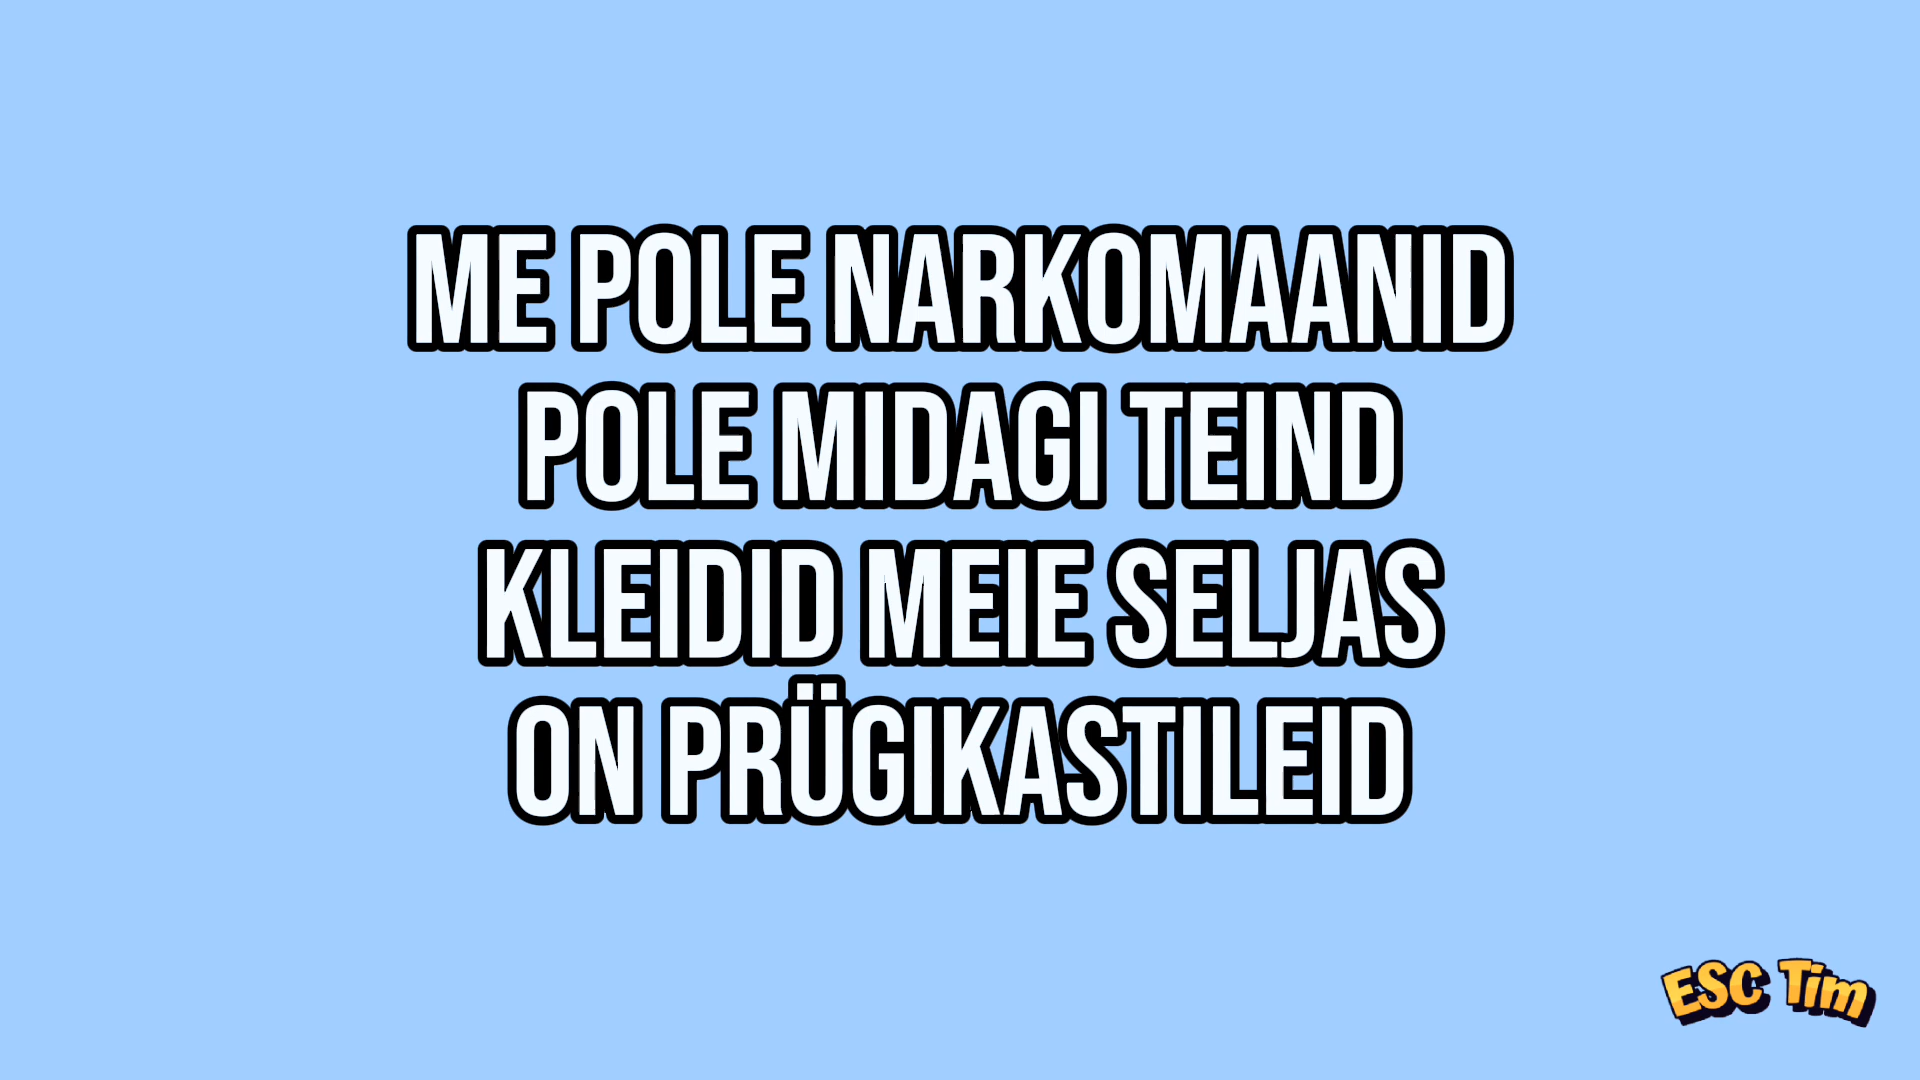 ME POLE NARKOMAANID
POLE MIDAGI TEIND
KLEIDID MEIE SELJAS
ON PRÜGIKASTILEID
ESC Tim